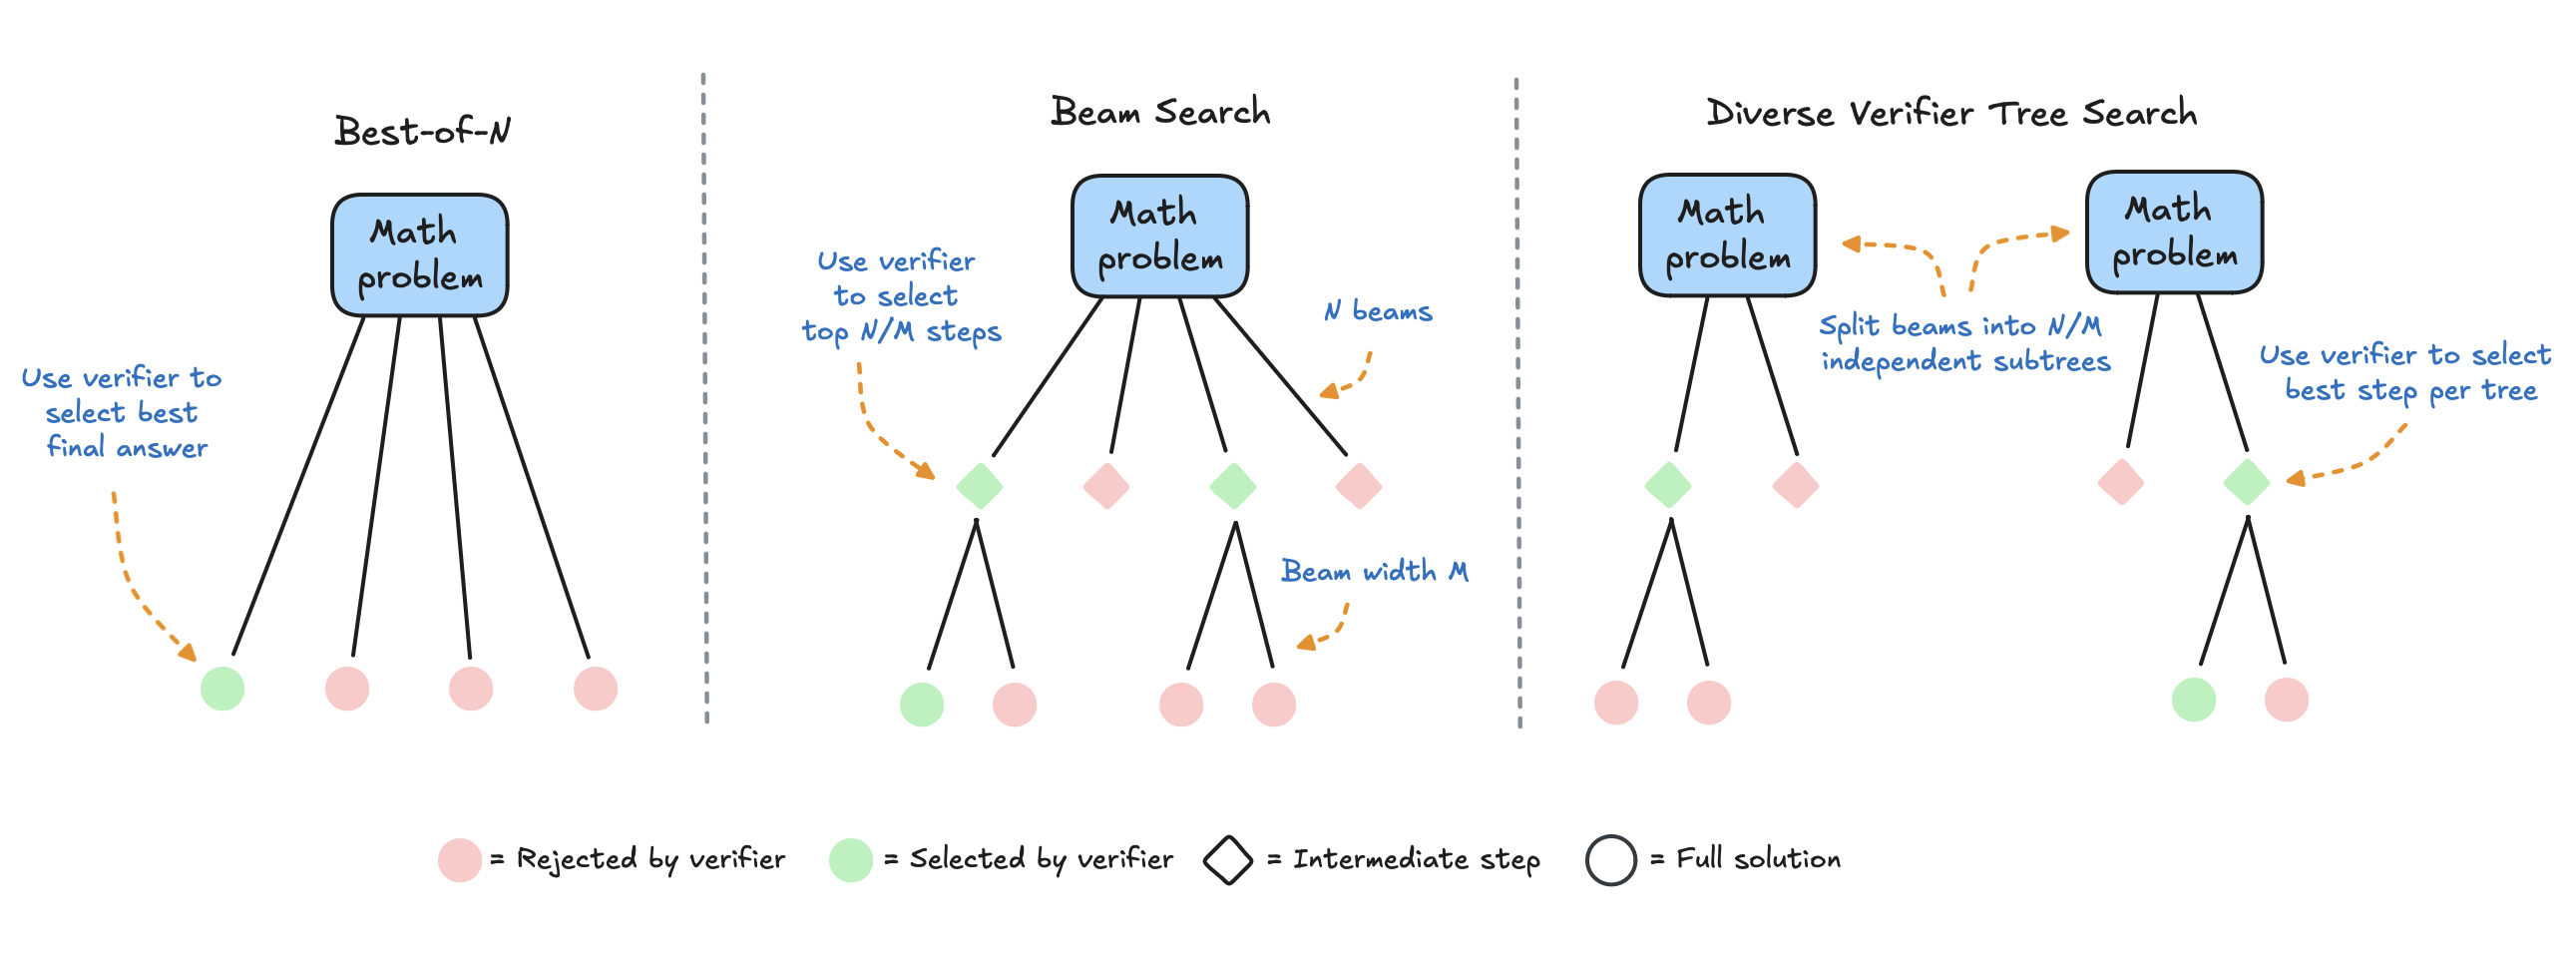 Best-of-N
Math
problem
Use verifier to
select best
final answer
Beam Search
Math
problem
Use verifier
to select
top N/M steps
N beams
Beam width M
Diverse Verifier Tree Search
Math
problem
Math
problem
Split beams into N/M
independent subtrees
Use verifier to select
best step per tree
= Rejected by verifier
= Selected by verifier
= Intermediate step
= Full solution